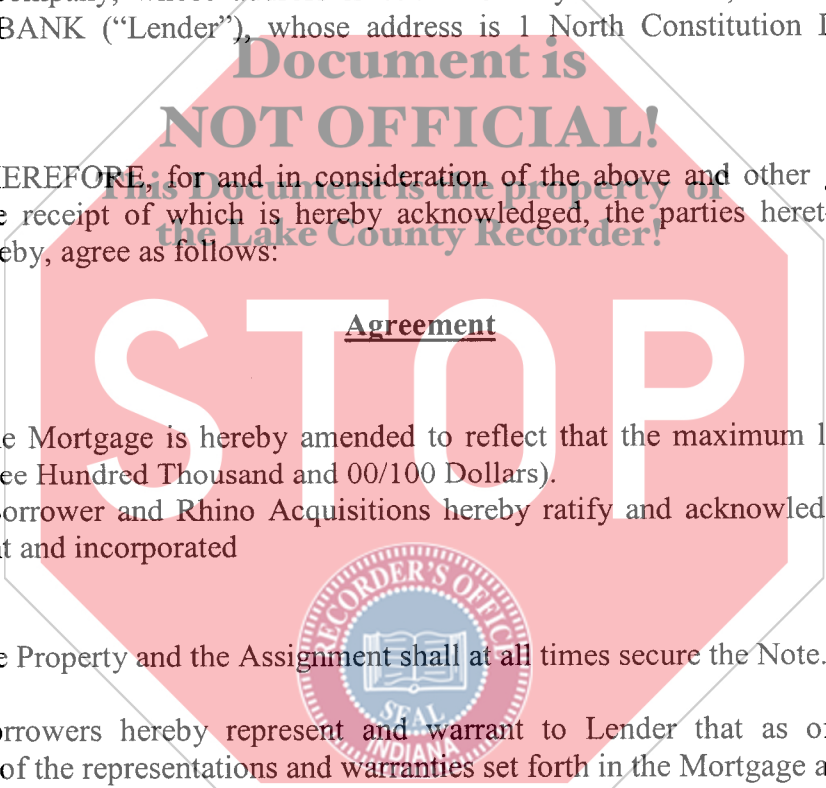 BANK (“Lender”), whose address is 1 North Constitution
Document is
NOT OFFICIAL!
EREFORE, for and in consideration of the above and other
This Document is the property of
e receipt of which is hereby acknowledged, the parties heret
the Lake County Recorder!
eby, agree as follows:
Agreement
STOP
e Mortgage is hereby amended to reflect that the maximum l
ee Hundred Thousand and 00/100 Dollars).
orrower and Rhino Acquisitions hereby ratify and acknowled
t and incorporated
RECORDER'S OFFICE
e Property and the Assignment shall at all times secure the Note.
SEAL
orrowers hereby represent and warrant to Lender that as o
INDIANA
of the representations and warranties set forth in the Mortgage a